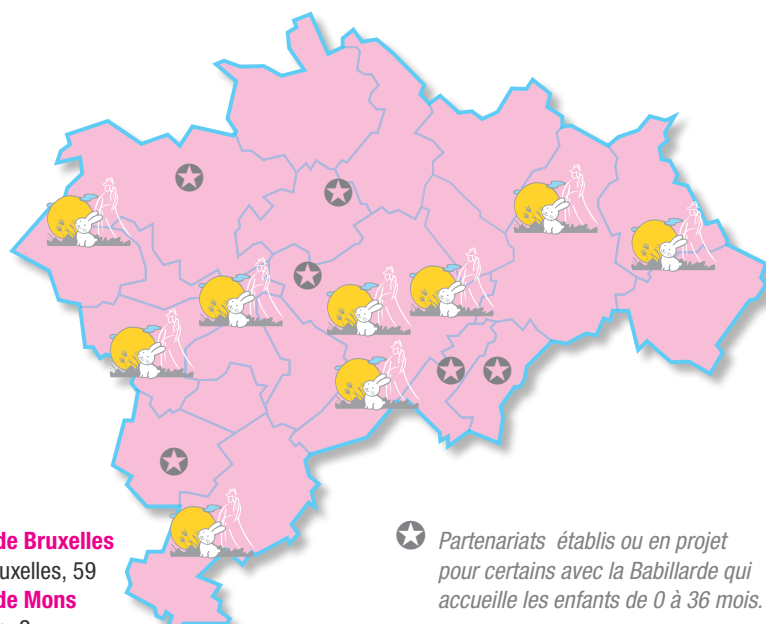 de Bruxelles
uxelles, 59
de Mons
Partenariats établis ou en projet
pour certains avec la Babillarde qui
accueille les enfants de 0 à 36 mois.